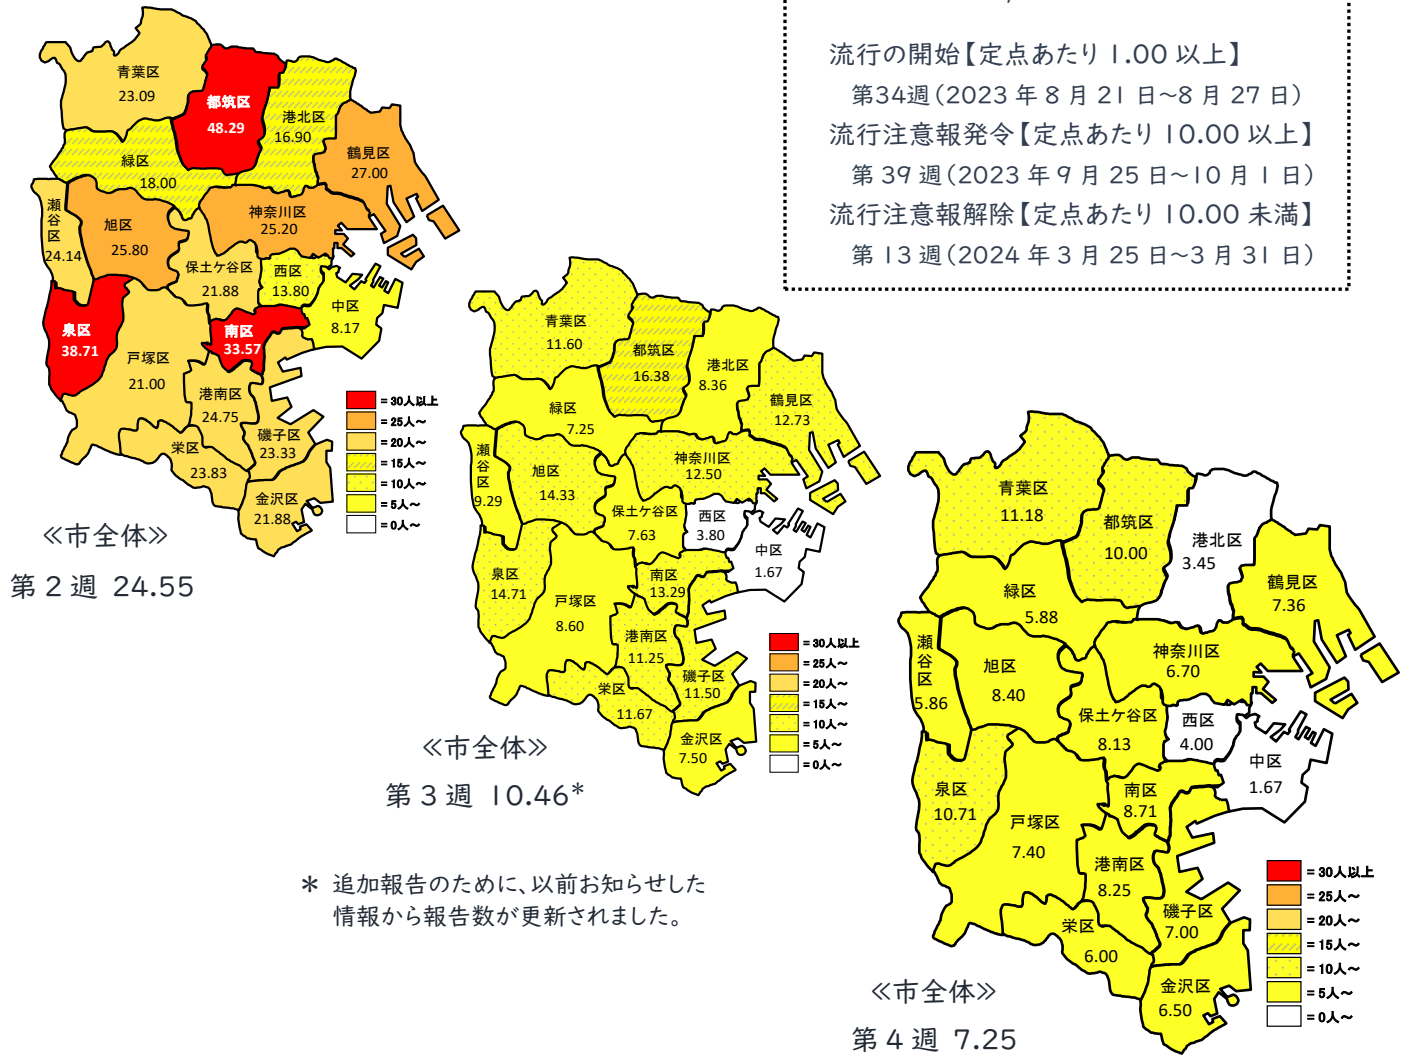 流行の開始【定点あたり 1.00 以上】
第34週(2023 年 8 月 21 日~8 月 27 日)
流行注意報発令【定点あたり 10.00 以上】
第 39 週(2023 年 9 月 25 日~10 月 1 日)
流行注意報解除【定点あたり 10.00 未満】
第 13 週(2024 年 3 月 25 日~3 月 31 日)
青葉区
23.09
都筑区
48.29
港北区
16.90
緑区
18.00
鶴見区
27.00
瀬谷区
24.14
旭区
25.80
神奈川区
25.20
保土ケ谷区
21.88
西区
13.80
中区
8.17
泉区
38.71
南区
33.57
戸塚区
21.00
港南区
24.75
磯子区
23.33
栄区
23.83
金沢区
21.88
= 30人以上
= 25人~
= 20人~
= 15人~
= 10人~
= 5人~
= 0人~
≪市全体≫
第 2 週 24.55
青葉区
11.60
都筑区
16.38
港北区
8.36
鶴見区
12.73
緑区
7.25
瀬谷区
9.29
旭区
14.33
神奈川区
12.50
保土ケ谷区
7.63
西区
3.80
中区
1.67
泉区
14.71
戸塚区
8.60
南区
13.29
港南区
11.25
磯子区
11.50
栄区
11.67
金沢区
7.50
= 30人以上
= 25人~
= 20人~
= 15人~
= 10人~
= 5人~
= 0人~
≪市全体≫
第 3 週 10.46*
青葉区
11.18
都筑区
10.00
港北区
3.45
鶴見区
7.36
緑区
5.88
瀬谷区
5.86
旭区
8.40
神奈川区
6.70
保土ケ谷区
8.13
西区
4.00
中区
1.67
泉区
10.71
戸塚区
7.40
南区
8.71
港南区
8.25
磯子区
7.00
栄区
6.00
金沢区
6.50
= 30人以上
= 25人~
= 20人~
= 15人~
= 10人~
= 5人~
= 0人~
≪市全体≫
第 4 週 7.25
* 追加報告のために、以前お知らせした
情報から報告数が更新されました。